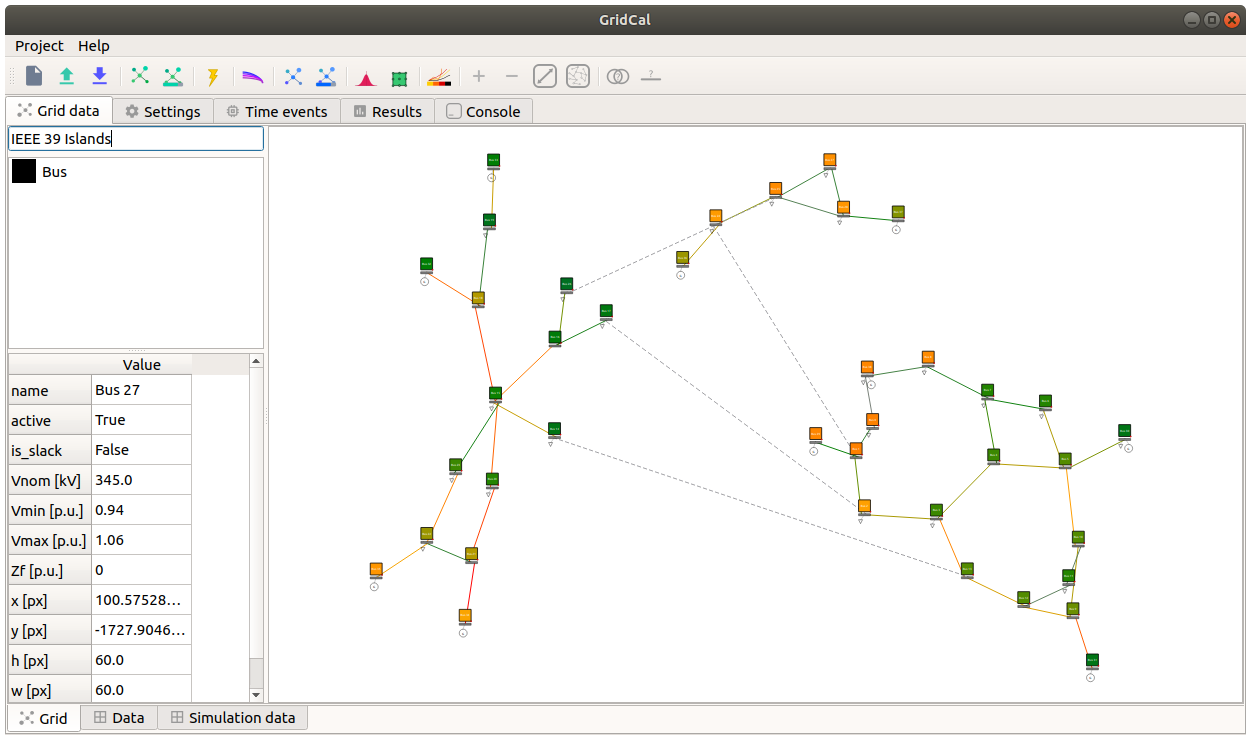 GridCal
Project Help
Grid data Settings Time events Results Console
IEEE 39 Islands
Bus
Value
name Bus 27
active True
is_slack False
Vnom [kV] 345.0
Vmin [p.u.] 0.94
Vmax [p.u.] 1.06
Zf [p.u.] 0
x [px] 100.57528...
y [px] -1727.9046...
h [px] 60.0
w [px] 60.0
Grid Data Simulation data